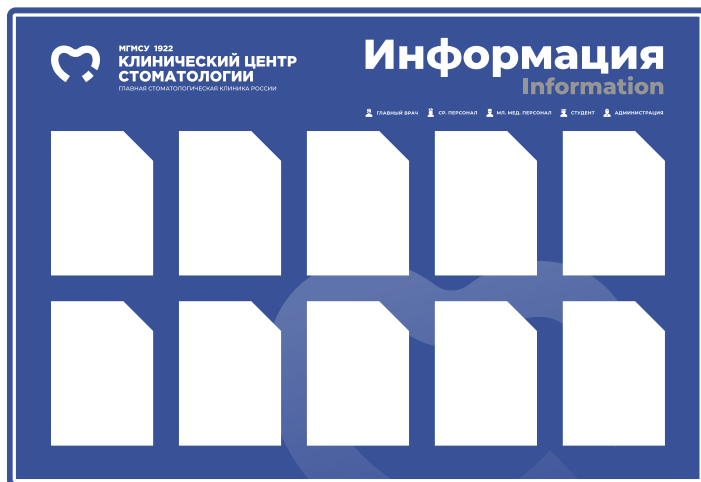 МГМСУ 1922
КЛИНИЧЕСКИЙ ЦЕНТР
СТОМАТОЛОГИИ
ГЛАВНАЯ СТОМАТОЛОГИЧЕСКАЯ КЛИНИКА РОССИИ
Информация
Information
ГЛАВНЫЙ ВРАЧ СР. ПЕРСОНАЛ МЛ. МЕД. ПЕРСОНАЛ СТУДЕНТ АДМИНИСТРАЦИЯ